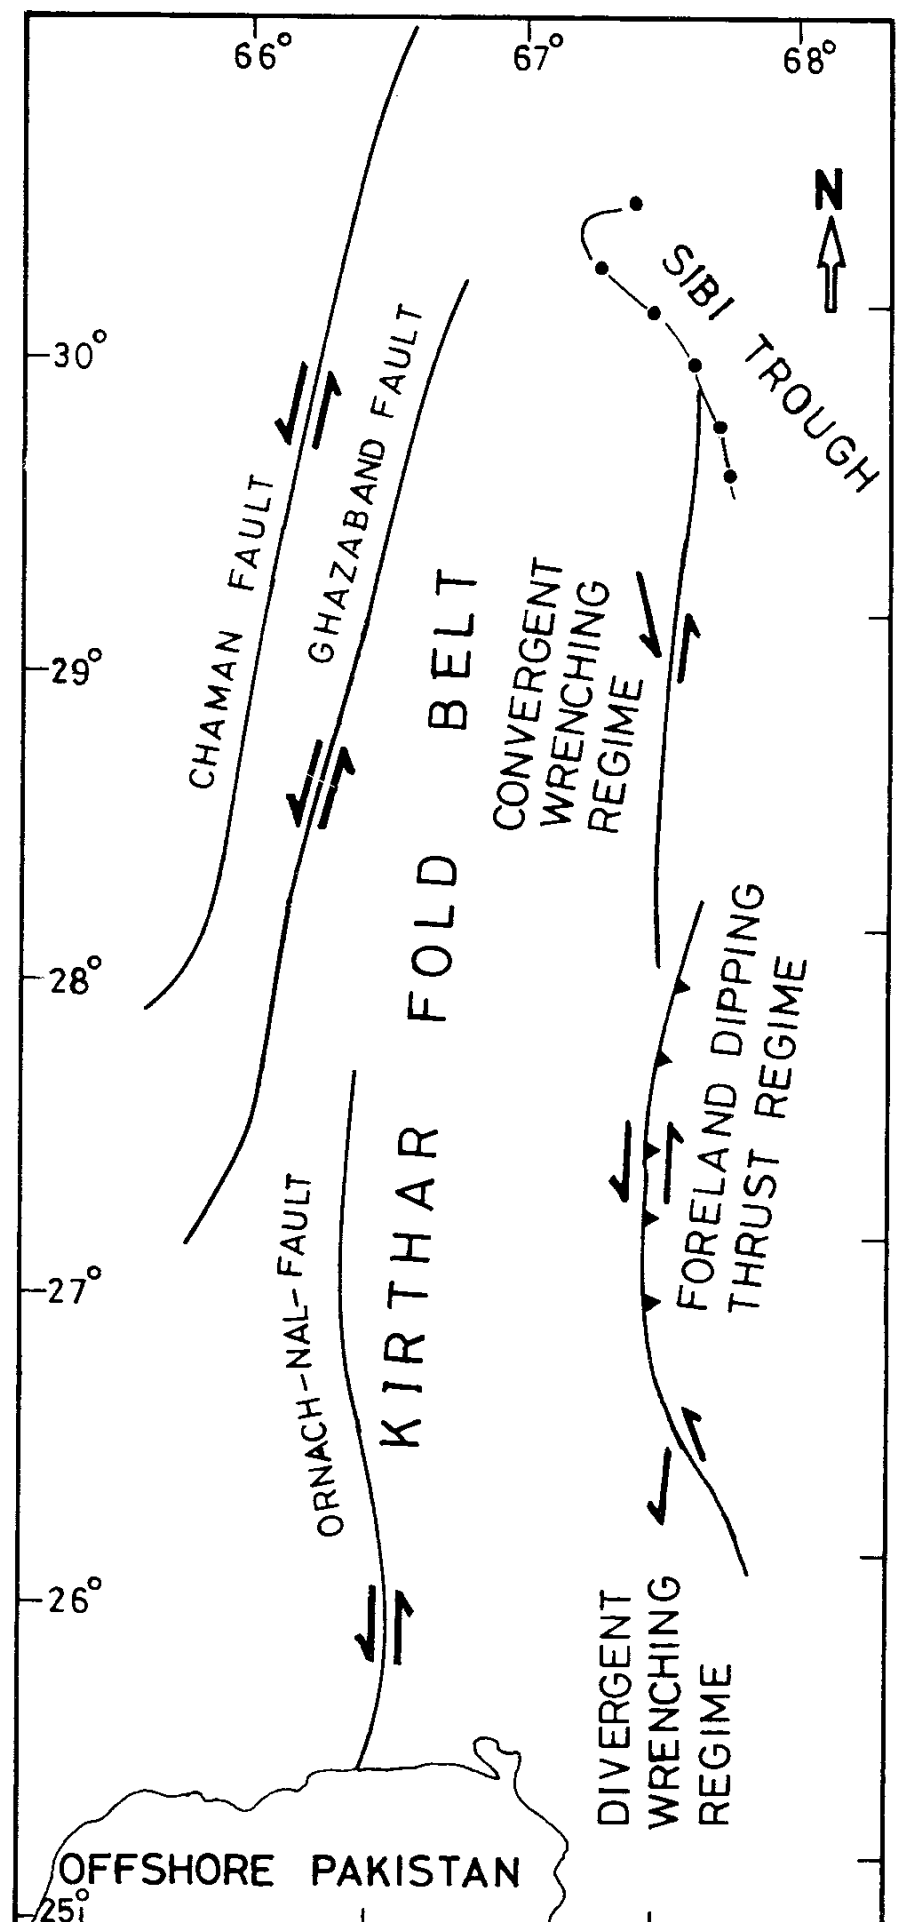 66°
67°
68°
N
SIBI TROUGH
30°
CHAMAN FAULT
GHAZABAND FAULT
29°
CONVERGENT
WRENCHING
REGIME
28°
FORELAND DIPPING
THRUST REGIME
KIRTHAR FOLD BELT
27°
ORNACH-NAL-FAULT
26°
DIVERGENT
WRENCHING
REGIME
OFFSHORE PAKISTAN
25°